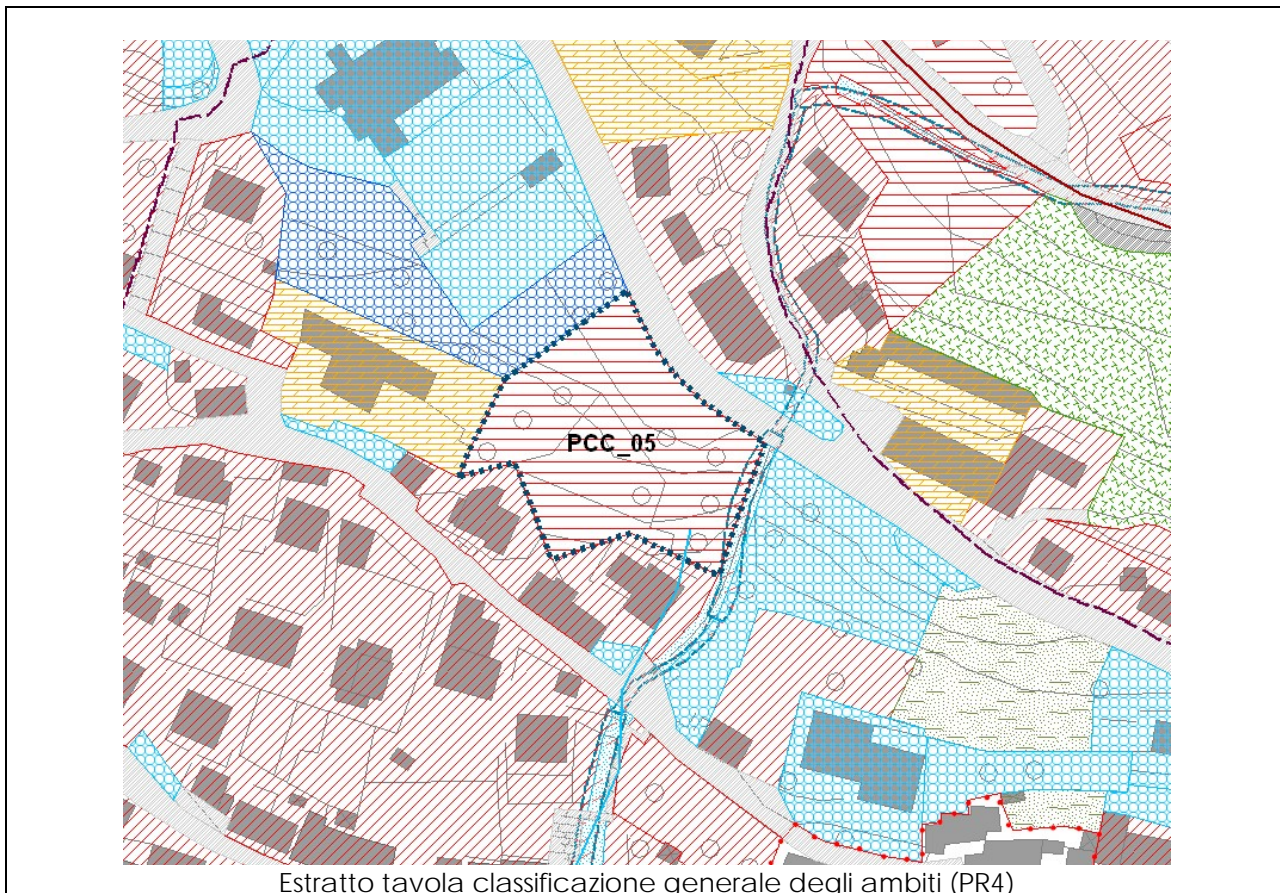 PCC_05
Estratto tavola classificazione generale degli ambiti (PR4)